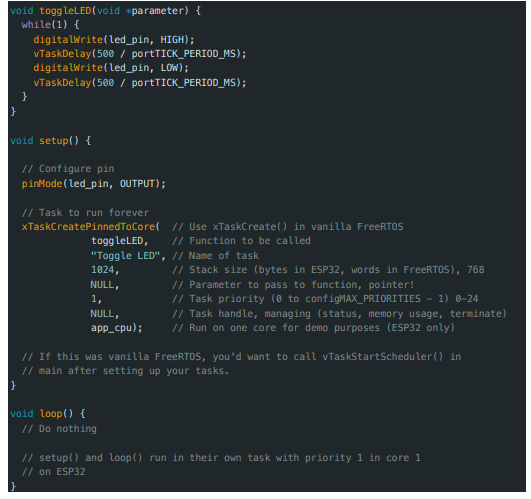 void toggleLED(void *parameter) {
  while(1) {
    digitalWrite(led_pin, HIGH);
    vTaskDelay(500 / portTICK_PERIOD_MS);
    digitalWrite(led_pin, LOW);
    vTaskDelay(500 / portTICK_PERIOD_MS);
  }
}
void setup() {
  // Configure pin
  pinMode(led_pin, OUTPUT);
  // Task to run forever
  xTaskCreatePinnedToCore(  // Use xTaskCreate() in vanilla FreeRTOS
              toggleLED,    // Function to be called
              "Toggle LED", // Name of task
              1024,         // Stack size (bytes in ESP32, words in FreeRTOS), 768
              NULL,         // Parameter to pass to function, pointer!
              1,            // Task priority (0 to configMAX_PRIORITIES - 1) 0-24
              NULL,         // Task handle, managing (status, memory usage, terminate)
              app_cpu);     // Run on one core for demo purposes (ESP32 only)
  // If this was vanilla FreeRTOS, you'd want to call vTaskStartScheduler() in
  // main after setting up your tasks.
}
void loop() {
  // Do nothing
  // setup() and loop() run in their own task with priority 1 in core 1
  // on ESP32
}